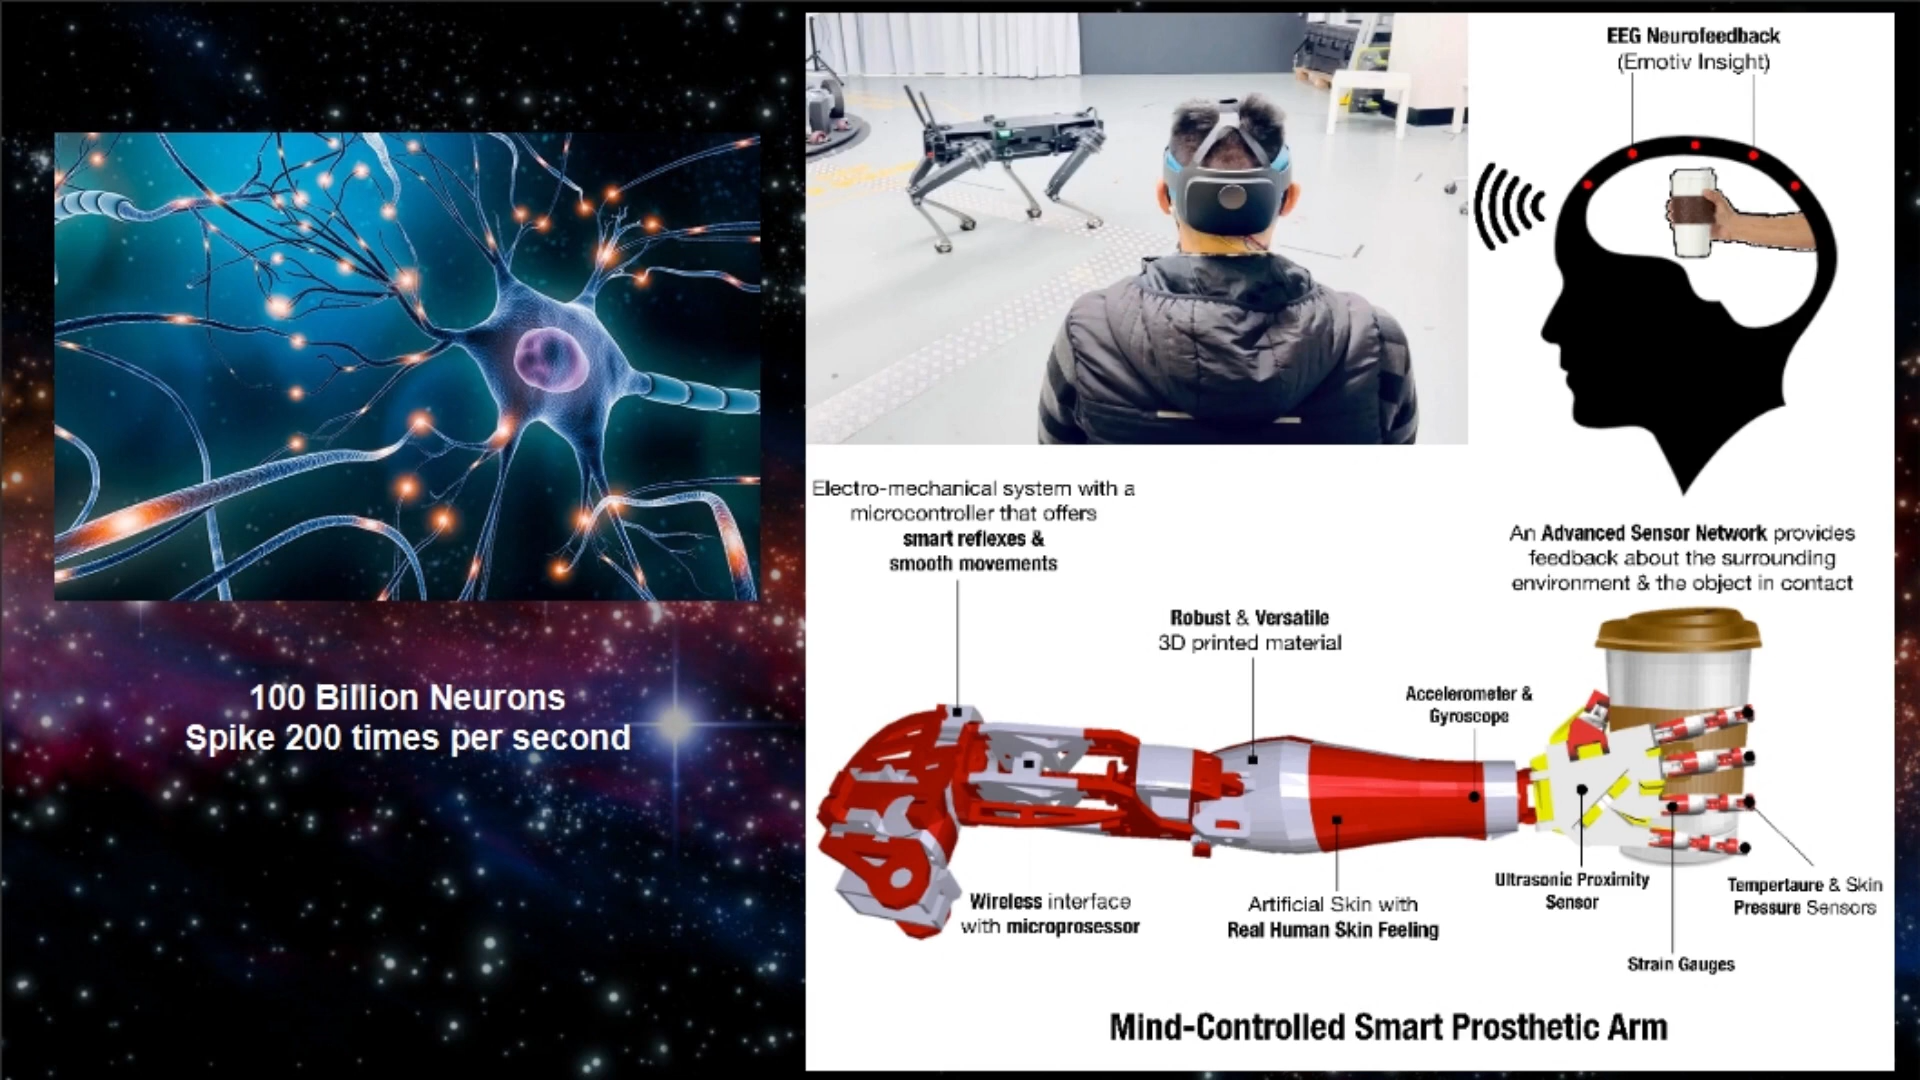 100 Billion Neurons
Spike 200 times per second
EEG Neurofeedback
(Emotiv Insight)
Electro-mechanical system with a
microcontroller that offers
smart reflexes &
smooth movements
An Advanced Sensor Network provides
feedback about the surrounding
environment & the object in contact
Robust & Versatile
3D printed material
Accelerometer &
Gyroscope
Wireless interface
with microprosessor
Artificial Skin with
Real Human Skin Feeling
Ultrasonic Proximity
Sensor
Tempertaure & Skin
Pressure Sensors
Strain Gauges
Mind-Controlled Smart Prosthetic Arm